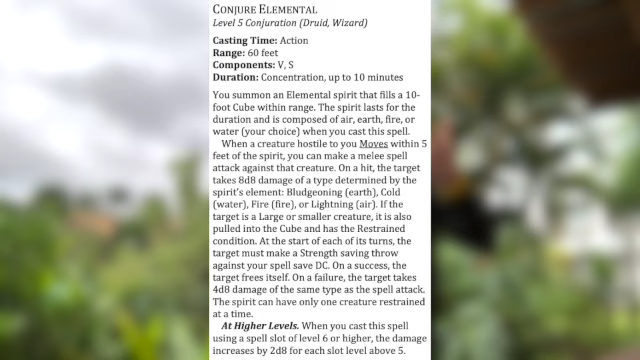 CONJURE ELEMENTAL
Level 5 Conjuration (Druid, Wizard)
Casting Time: Action
Range: 60 feet
Components: V, S
Duration: Concentration, up to 10 minutes
You summon an Elemental spirit that fills a 10-
foot Cube within range. The spirit lasts for the
duration and is composed of air, earth, fire, or
water (your choice) when you cast this spell.
When a creature hostile to you Moves within 5
feet of the spirit, you can make a melee spell
attack against that creature. On a hit, the target
takes 8d8 damage of a type determined by the
spirit's element: Bludgeoning (earth), Cold
(water), Fire (fire), or Lightning (air). If the
target is a Large or smaller creature, it is also
pulled into the Cube and has the Restrained
condition. At the start of each of its turns, the
target must make a Strength saving throw
against your spell save DC. On a success, the
target frees itself. On a failure, the target takes
4d8 damage of the same type as the spell attack.
The spirit can have only one creature restrained
at a time.
At Higher Levels. When you cast this spell
using a spell slot of level 6 or higher, the damage
increases by 2d8 for each slot level above 5.